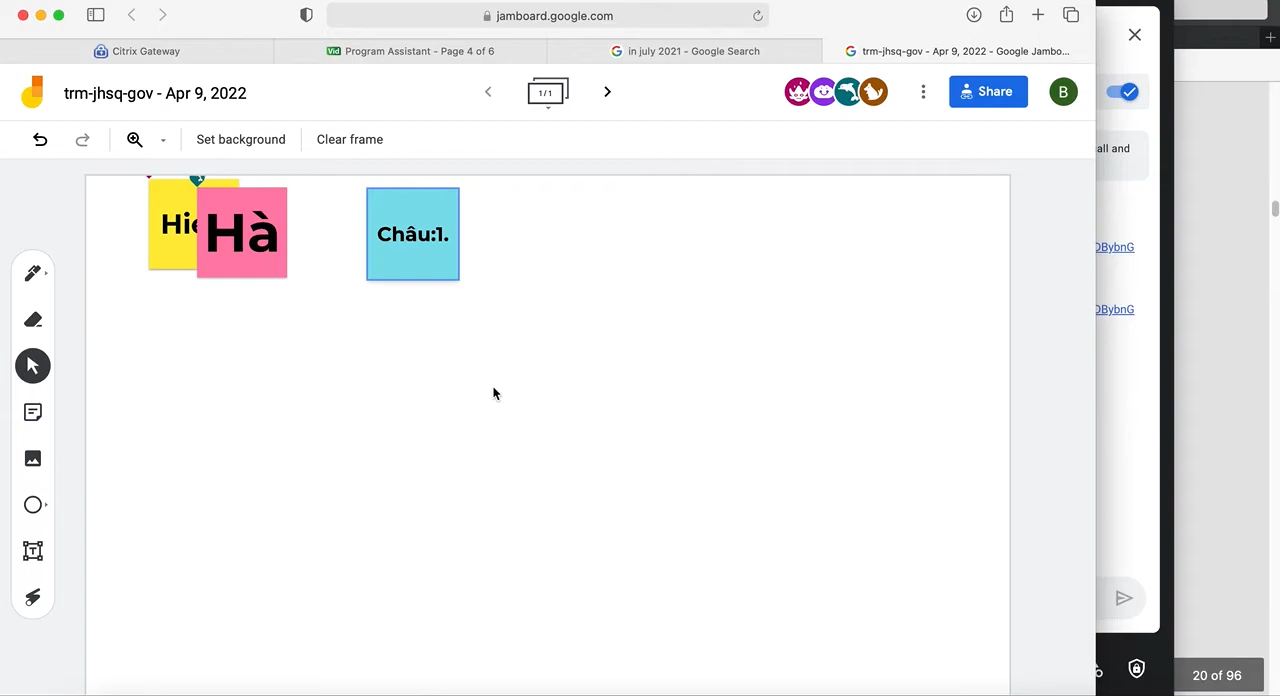 jamboard.google.com
Citrix Gateway
Vid Program Assistant - Page 4 of 6
G in july 2021 - Google Search
G trm-jhsq-gov - Apr 9, 2022 - Google Jambo...
trm-jhsq-gov - Apr 9, 2022
1/1
Share
B
Set background
Clear frame
all and
Hà
Châu:1.
DBybnG
DBybnG
T
20 of 96